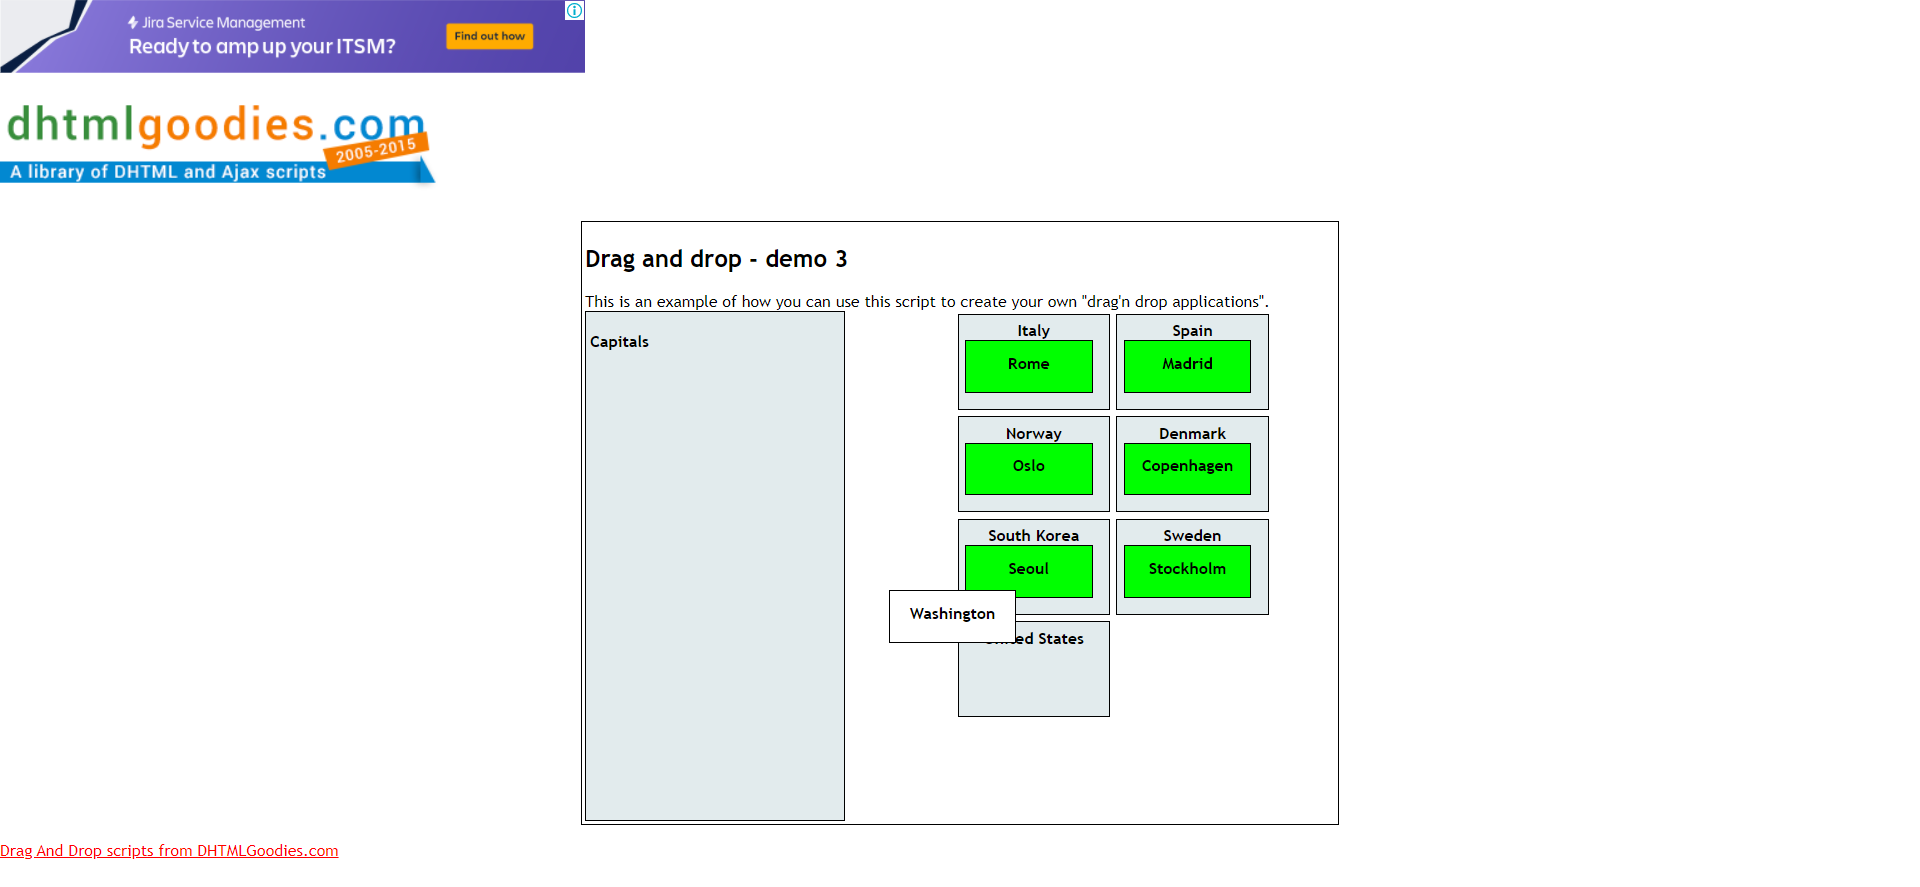 Jira Service Management
Ready to amp up your ITSM?
Find out how
dhtmlgoodies.com
2005-2015
A library of DHTML and Ajax scripts
Drag and drop - demo 3
This is an example of how you can use this script to create your own "drag'n drop applications".
Capitals
Italy
Rome
Spain
Madrid
Norway
Oslo
Denmark
Copenhagen
South Korea
Seoul
Sweden
Stockholm
Washington
States
Drag And Drop scripts from DHTMLGoodies.com